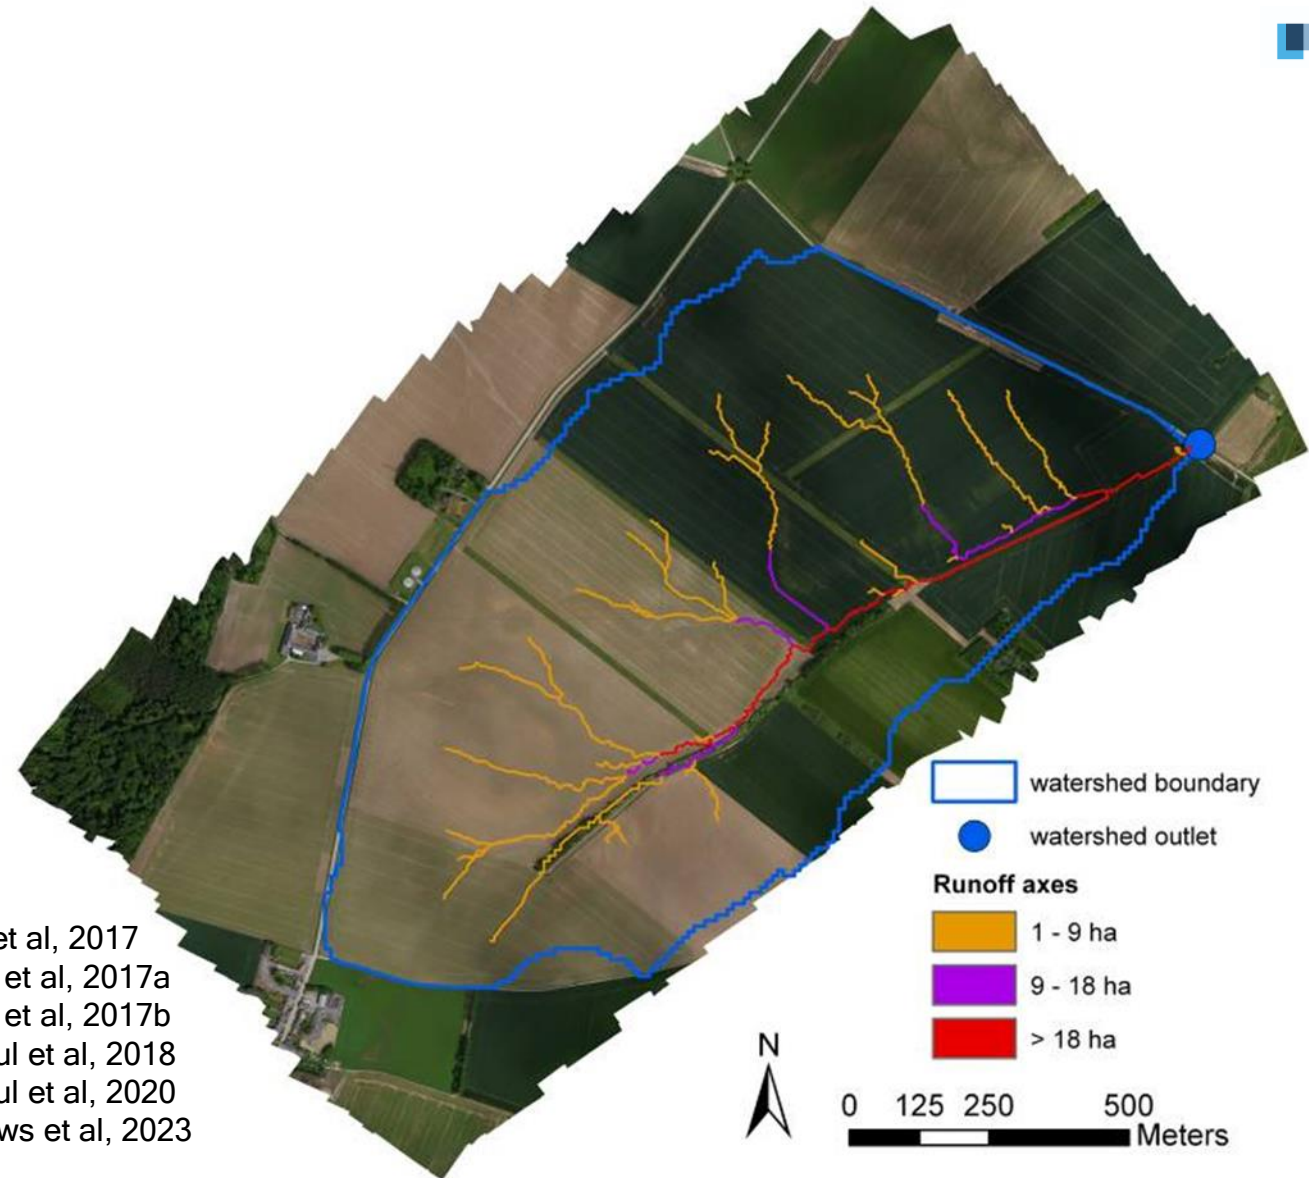 watershed boundary
watershed outlet
Runoff axes
1 - 9 ha
9 - 18 ha
> 18 ha
et al, 2017
et al, 2017a
et al, 2017b
ul et al, 2018
ul et al, 2020
ws et al, 2023
N
0 125 250 500
Meters